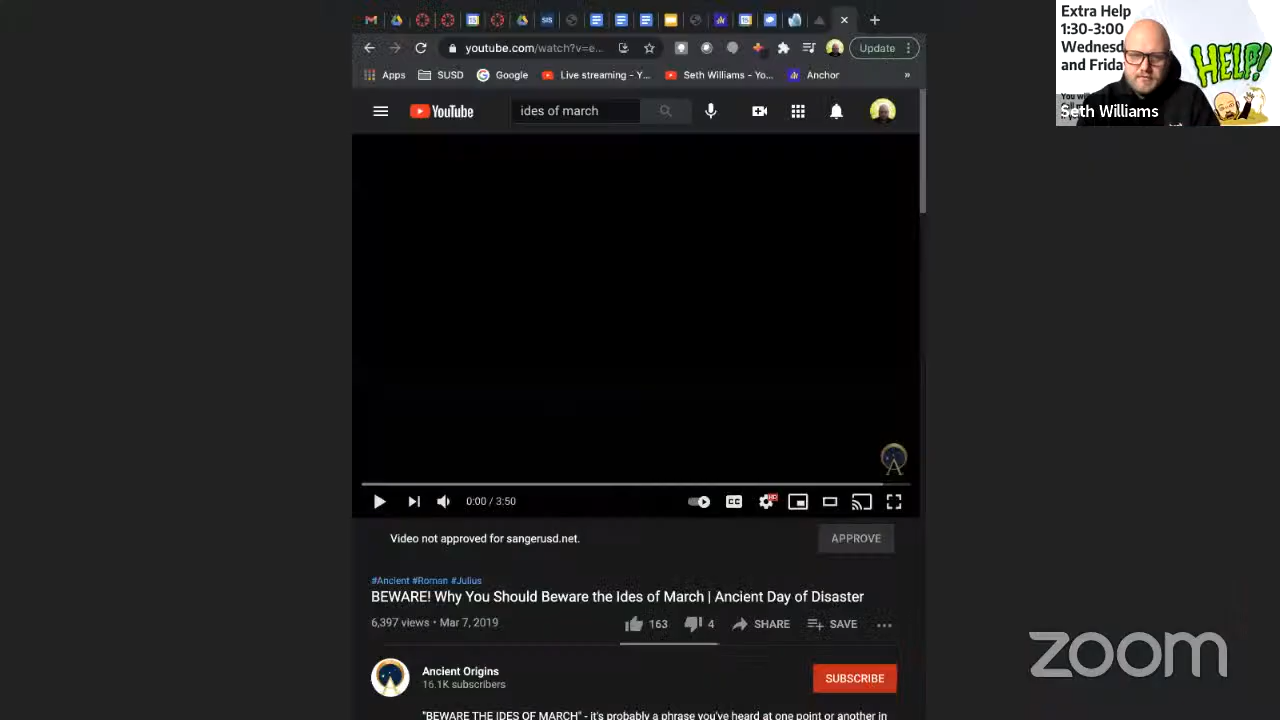 youtube.com/watch?v=e...
Update
Apps
SUSD
Google
Live streaming - Y...
Seth Williams - Yo...
Anchor
»
YouTube
ides of march
A
0:00 / 3:50
CC
HD
Video not approved for sangerusd.net.
APPROVE
#Ancient #Roman #Julius
BEWARE! Why You Should Beware the Ides of March | Ancient Day of Disaster
6,397 views • Mar 7, 2019
163
4
SHARE
SAVE
Ancient Origins
16.1K subscribers
SUBSCRIBE
"BEWARE THE IDES OF MARCH" - it's probably a phrase you've heard at one point or another in
Extra Help
1:30-3:00
Wednesd
and Frida
HELP!
Seth Williams
zoom